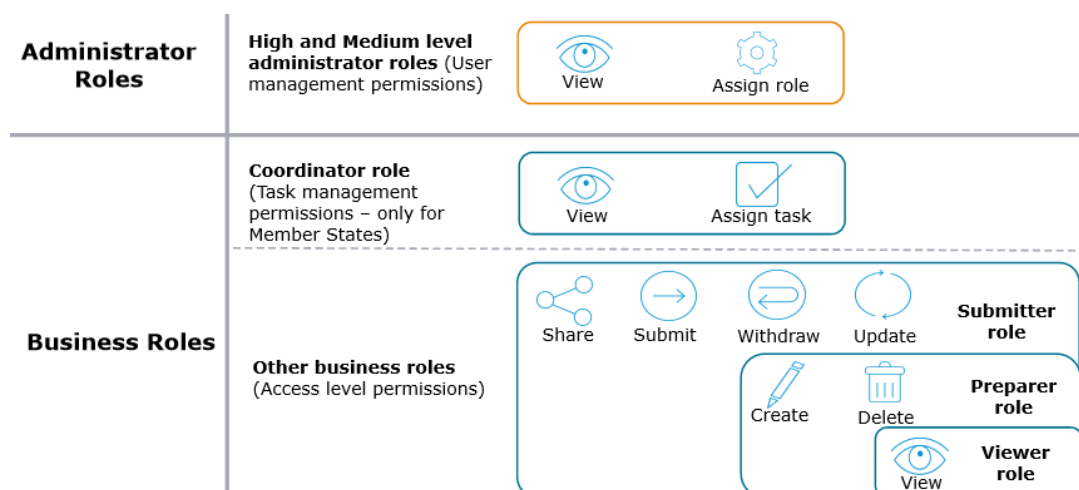 Administrator
Roles
High and Medium level
administrator roles (User
management permissions)
View
Assign role
Coordinator role
(Task management
permissions – only for
Member States)
View
Assign task
Business Roles
Other business roles
(Access level permissions)
Share
Submit
Withdraw
Update
Submitter
role
Create
Delete
Preparer
role
View
Viewer
role